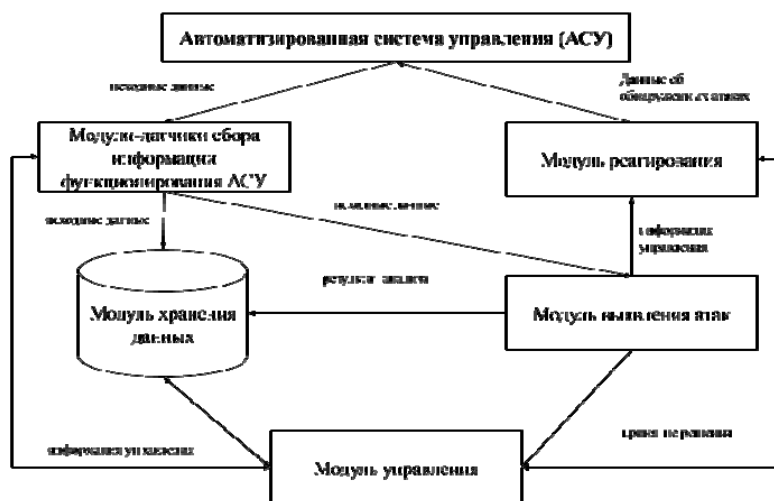 Автоматизированная система управления (АСУ)
исходные данные
Данные об
обнаруженных атаках
Модули-датчики сбора
информации
функционирования АСУ
Модуль реагирования
исходные данные
исходные данные
информация
управления
результат анализа
Модуль хранения
данных
Модуль выявления атак
информация управления
Модуль управления